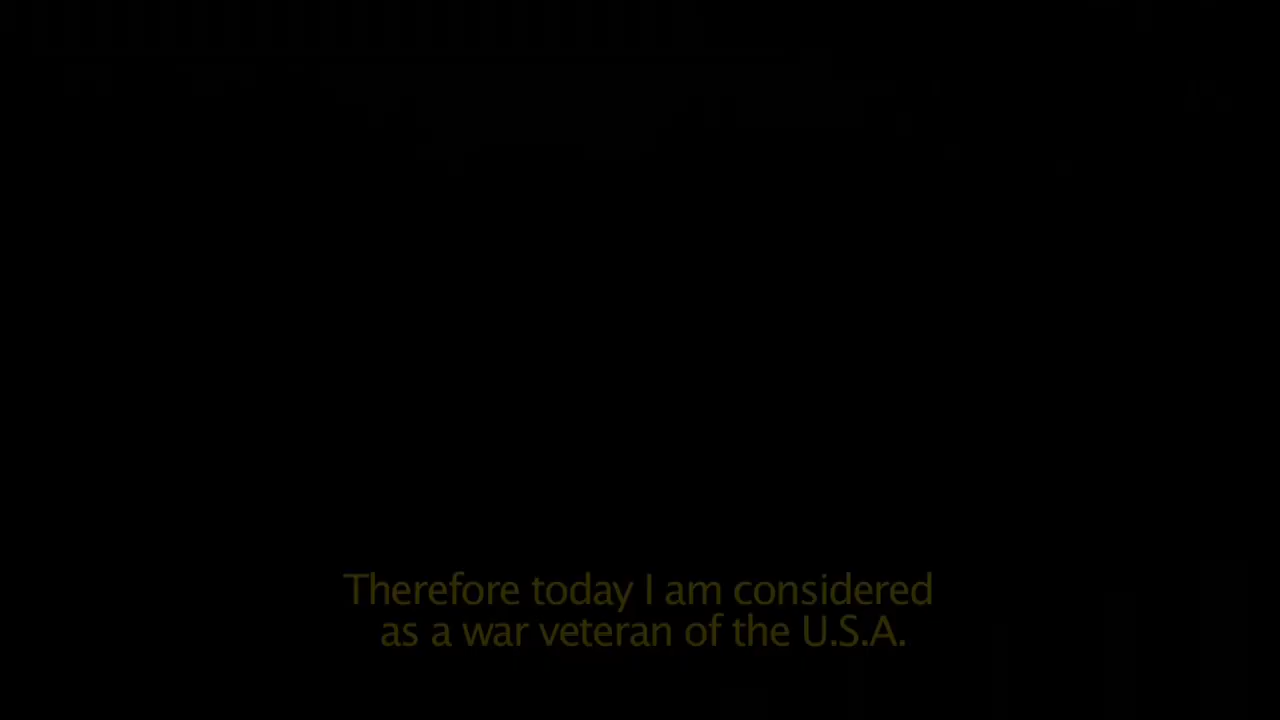 Therefore today I am considered
as a war veteran of the U.S.A.